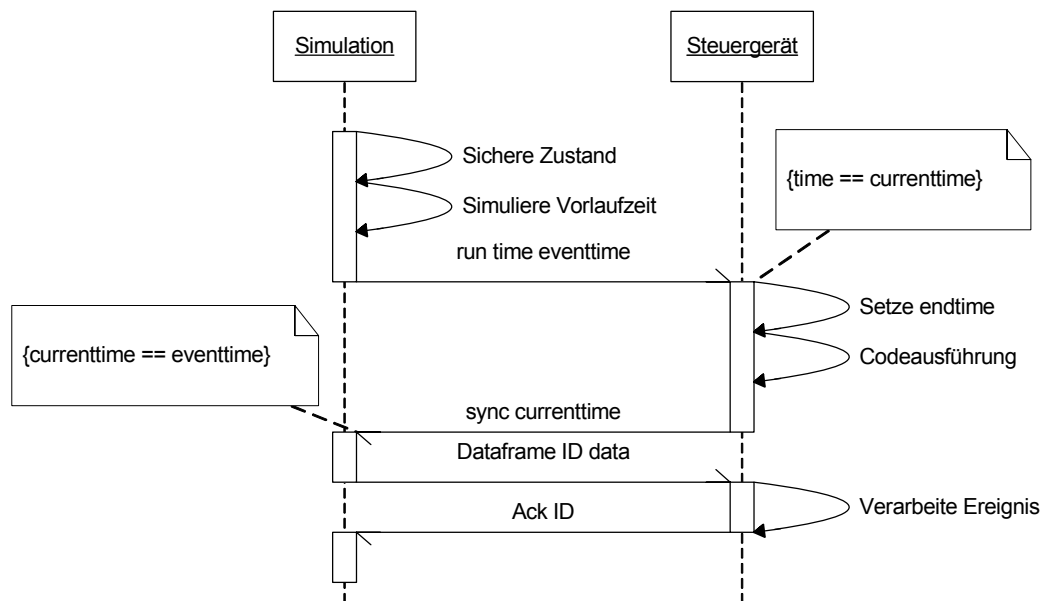 Simulation
Steuergerät
Sichere Zustand
{time == currenttime}
Simuliere Vorlaufzeit
run time eventtime
Setze endtime
{currenttime == eventtime}
Codeausführung
sync currenttime
Dataframe ID data
Ack ID
Verarbeite Ereignis